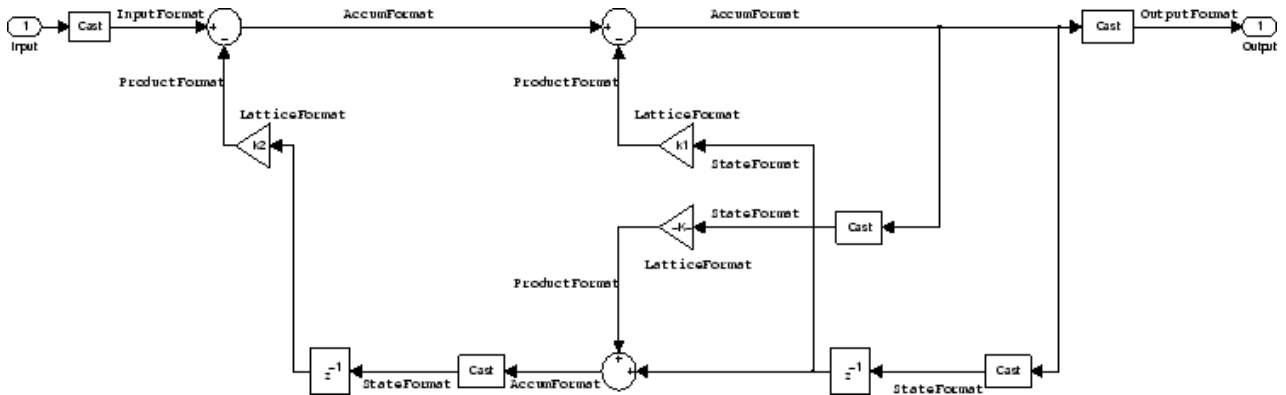 InputFormat
AccumFormat
AccumFormat
OutputFormat
1
Cast
+
−
+
−
Cast
1
Input
Output
ProductFormat
ProductFormat
LatticeFormat
LatticeFormat
k2
k1
StateFormat
StateFormat
-K-
Cast
LatticeFormat
ProductFormat
+
+
z-1
Cast
z-1
Cast
StateFormat
AccumFormat
StateFormat